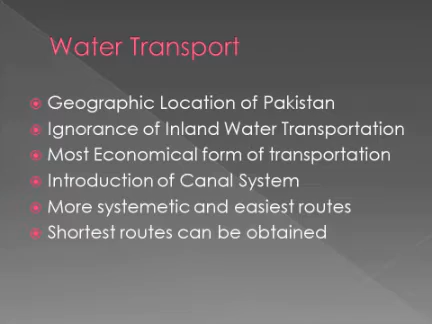 Water Transport
Geographic Location of Pakistan
Ignorance of Inland Water Transportation
Most Economical form of transportation
Introduction of Canal System
More systemetic and easiest routes
Shortest routes can be obtained